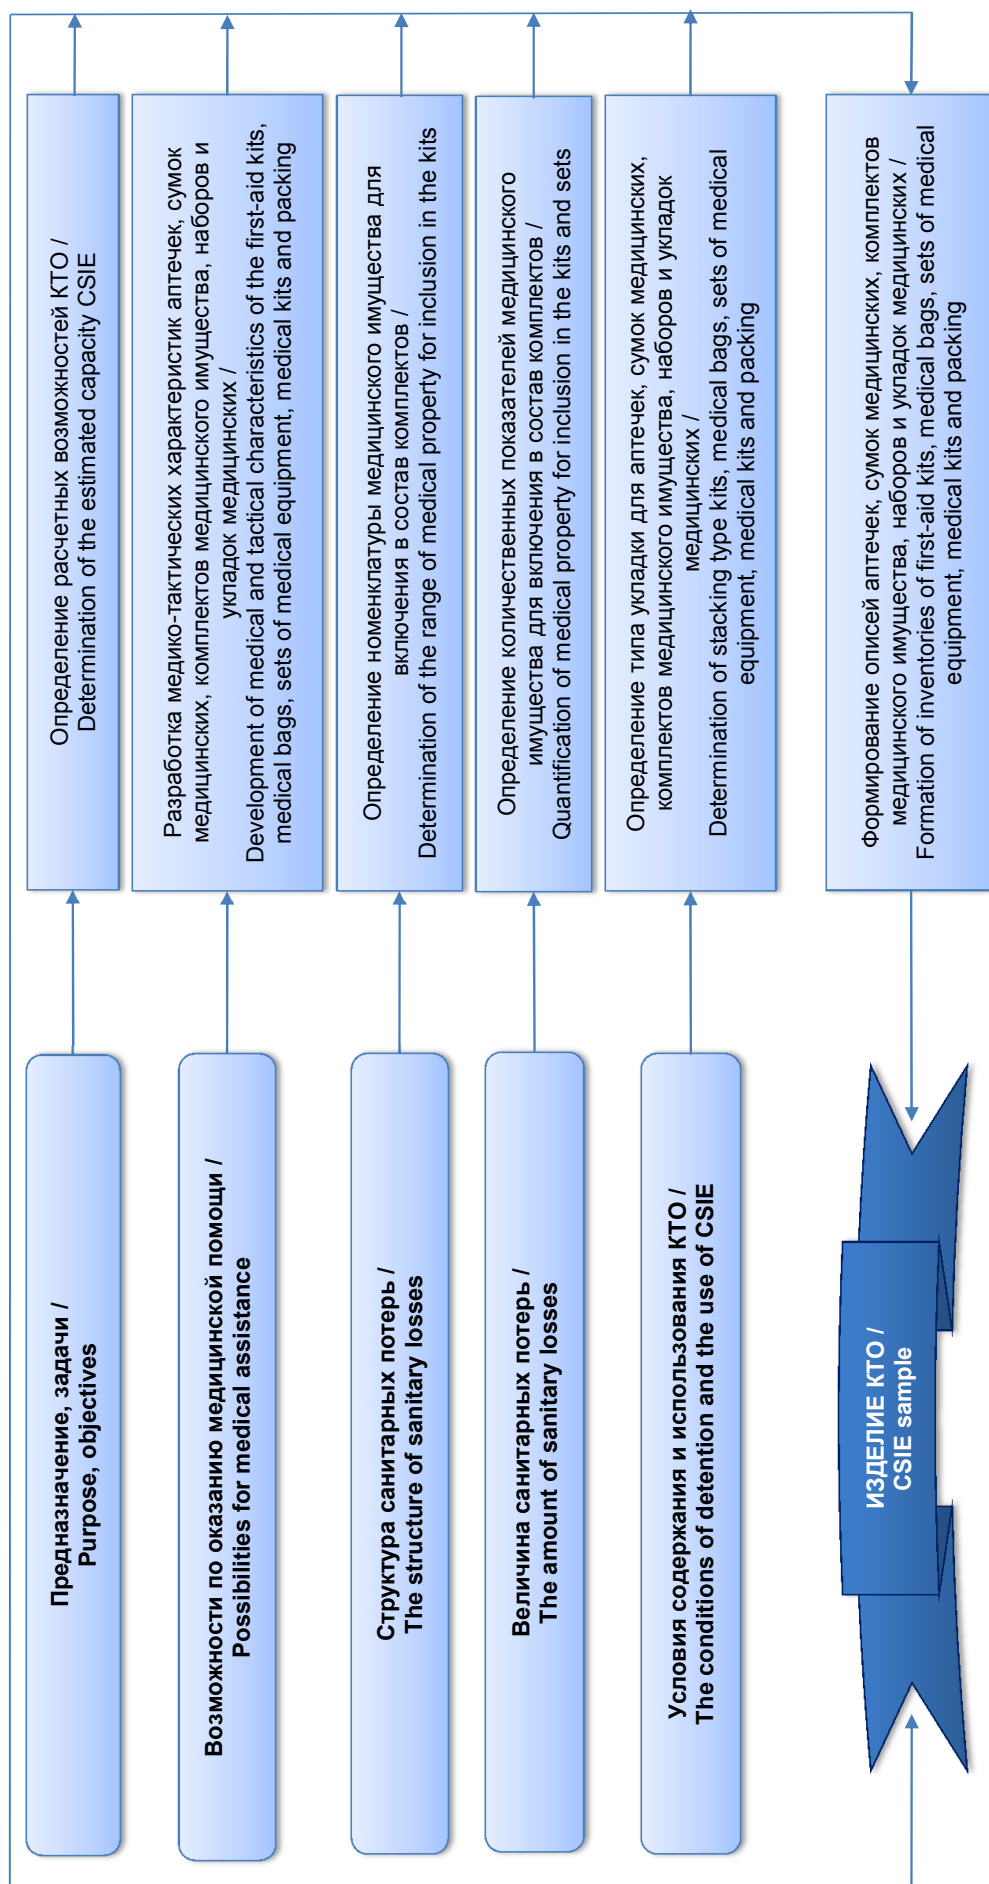 Предназначение, задачи /
Purpose, objectives
Определение расчетных возможностей КТО /
Determination of the estimated capacity CSIE
Возможности по оказанию медицинской помощи /
Possibilities for medical assistance
Разработка медико-тактических характеристик аптечек, сумок
медицинских, комплектов медицинского имущества, наборов и
укладок медицинских /
Development of medical and tactical characteristics of the first-aid kits,
medical bags, sets of medical equipment, medical kits and packing
Структура санитарных потерь /
The structure of sanitary losses
Определение номенклатуры медицинского имущества для
включения в состав комплектов /
Determination of the range of medical property for inclusion in the kits
Величина санитарных потерь /
The amount of sanitary losses
Определение количественных показателей медицинского
имущества для включения в состав комплектов /
Quantification of medical property for inclusion in the kits and sets
Условия содержания и использования КТО /
The conditions of detention and the use of CSIE
Определение типа укладки для аптечек, сумок медицинских,
комплектов медицинского имущества, наборов и укладок
медицинских /
Determination of stacking type kits, medical bags, sets of medical
equipment, medical kits and packing
ИЗДЕЛИЕ КТО /
CSIE sample
Формирование описей аптечек, сумок медицинских, комплектов
медицинского имущества, наборов и укладок медицинских /
Formation of inventories of first-aid kits, medical bags, sets of medical
equipment, medical kits and packing